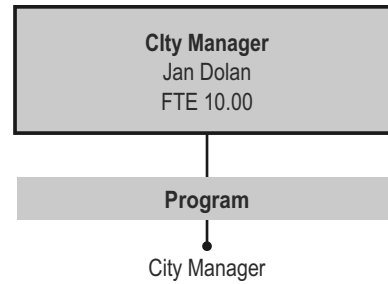 CIty Manager
Jan Dolan
FTE 10.00
Program
City Manager